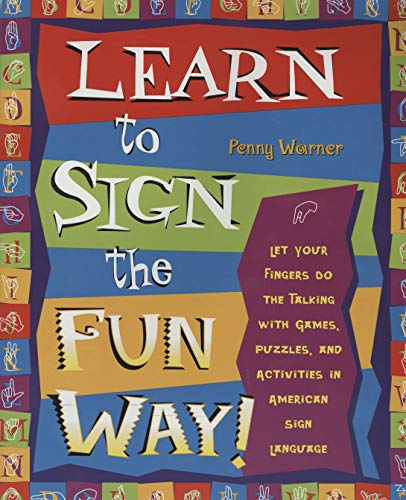 LEARN
to
Penny Warner
SIGN
the
FUN
WAY!
LET YOUR
FINGERS DO
THE TALKING
WITH GAMES,
PUZZLES, AND
ACTIVITIES IN
AMERICAN
SIGN
LANGUAGE